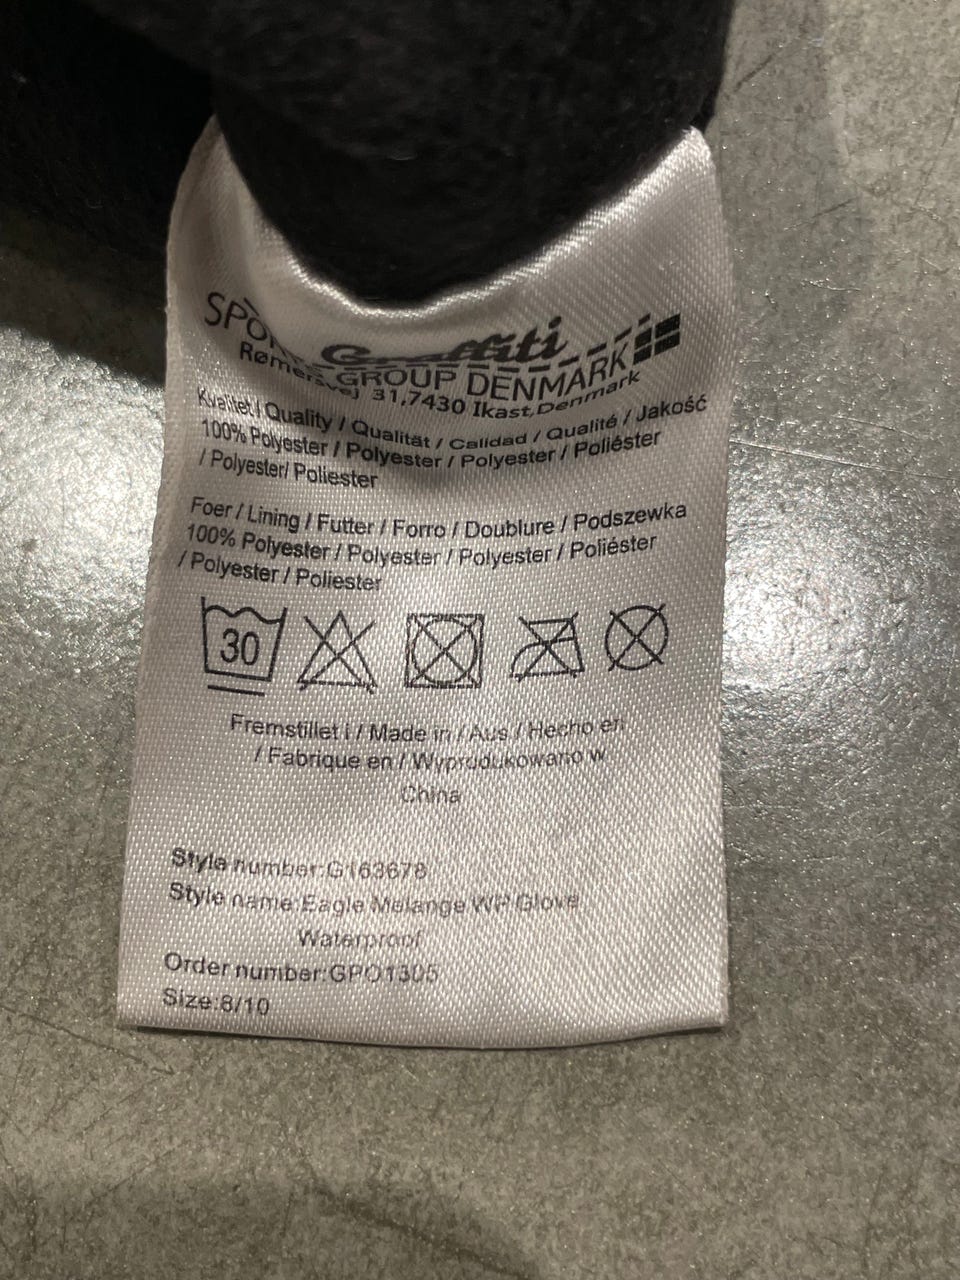 Graffiti
SPORTS GROUP DENMARK
Rømersvej 31,7430 Ikast, Denmark
Kvalitet / Quality / Qualität / Calidad / Qualité / Jakość
100% Polyester / Polyester / Polyester / Poliéster
/ Polyester/ Poliester
Foer / Lining / Futter / Forro / Doublure / Podszewka
100% Polyester / Polyester / Polyester / Poliéster
/ Polyester / Poliester
30
Fremstillet i / Made in / Aus / Hecho en
/ Fabrique en / Wyprodukowano w
China
Style number:G163678
Style name:Eagle Melange WP Glove
Waterproof
Order number:GPO1305
Size:8/10